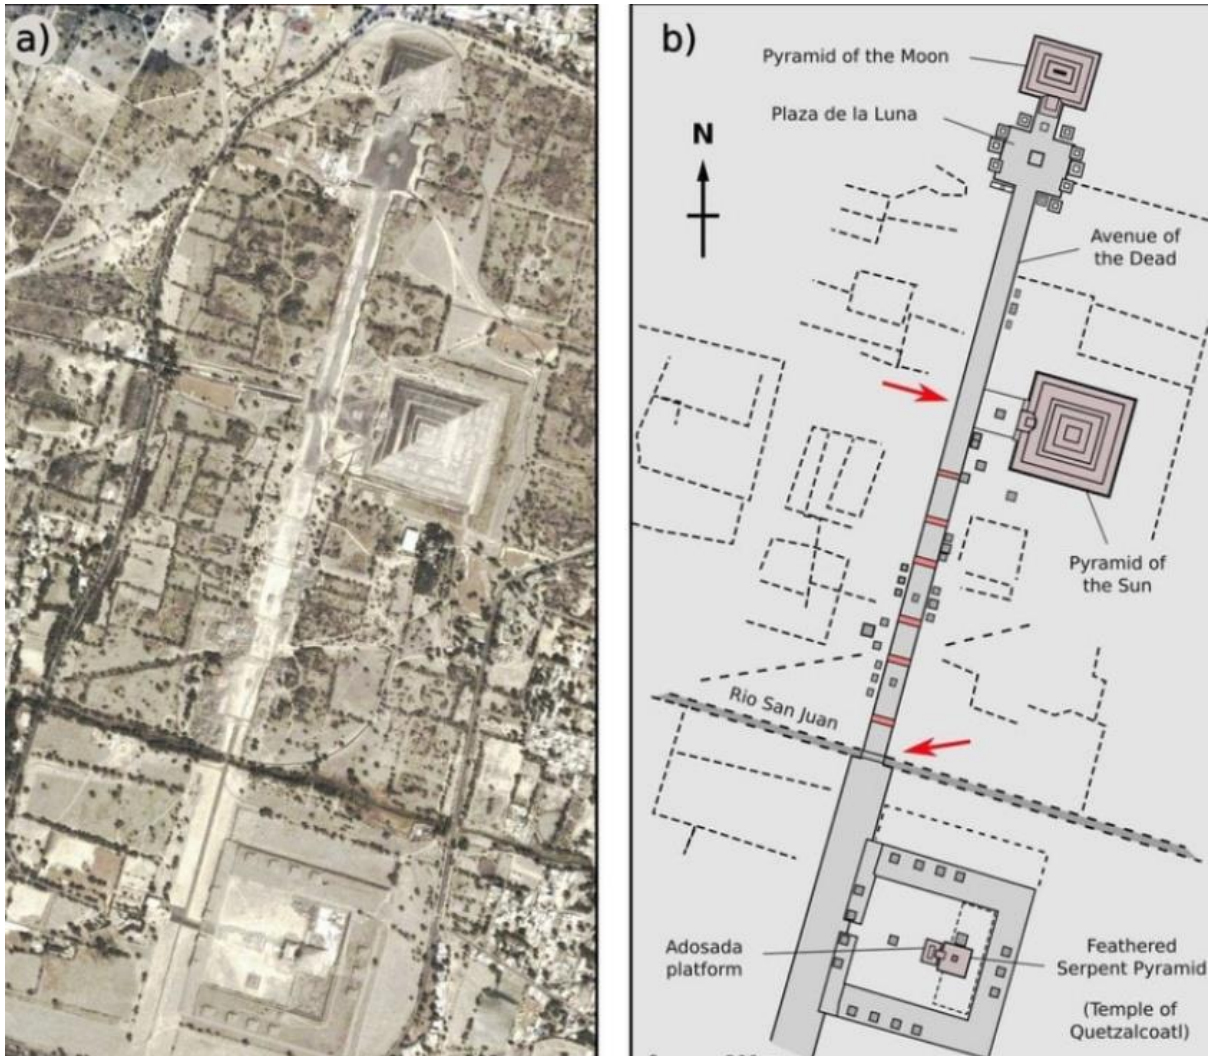 a)
b)
Pyramid of the Moon
Plaza de la Luna
N
Avenue of
the Dead
Pyramid of
the Sun
Rio San Juan
Adosada
platform
Feathered
Serpent Pyramid
(Temple of
Quetzalcoatl)